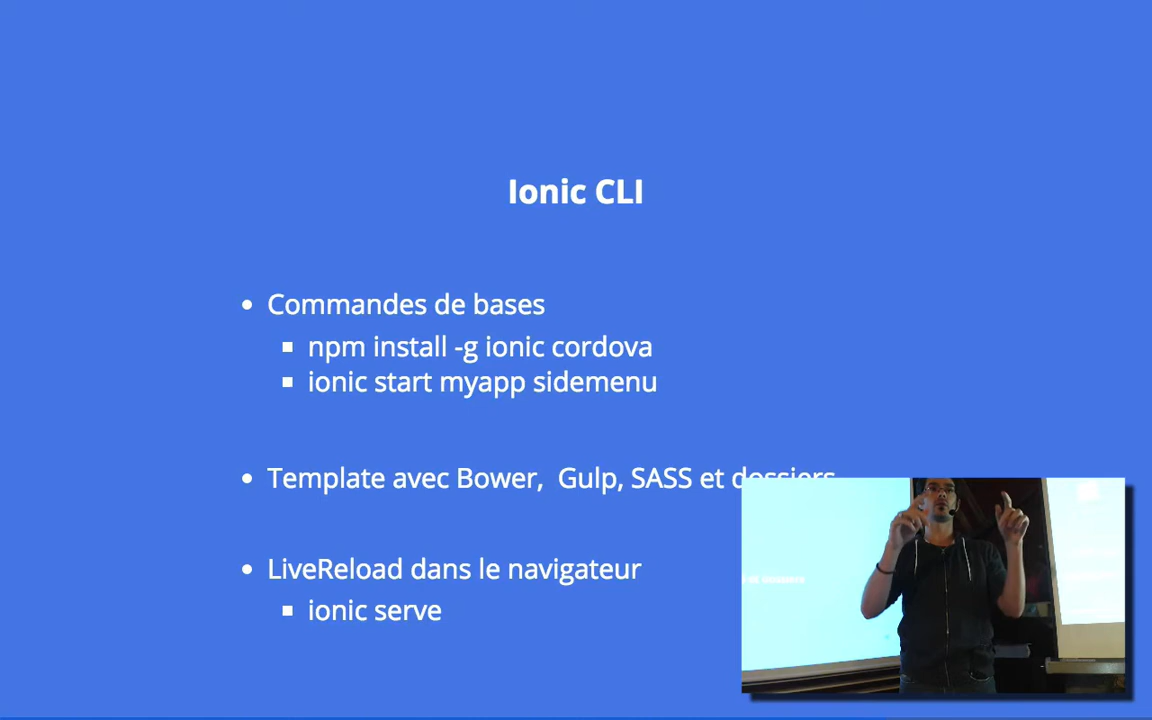 Ionic CLI
Commandes de bases
npm install -g ionic cordova
ionic start myapp sidemenu
Template avec Bower, Gulp, SASS et dossiers
LiveReload dans le navigateur
ionic serve